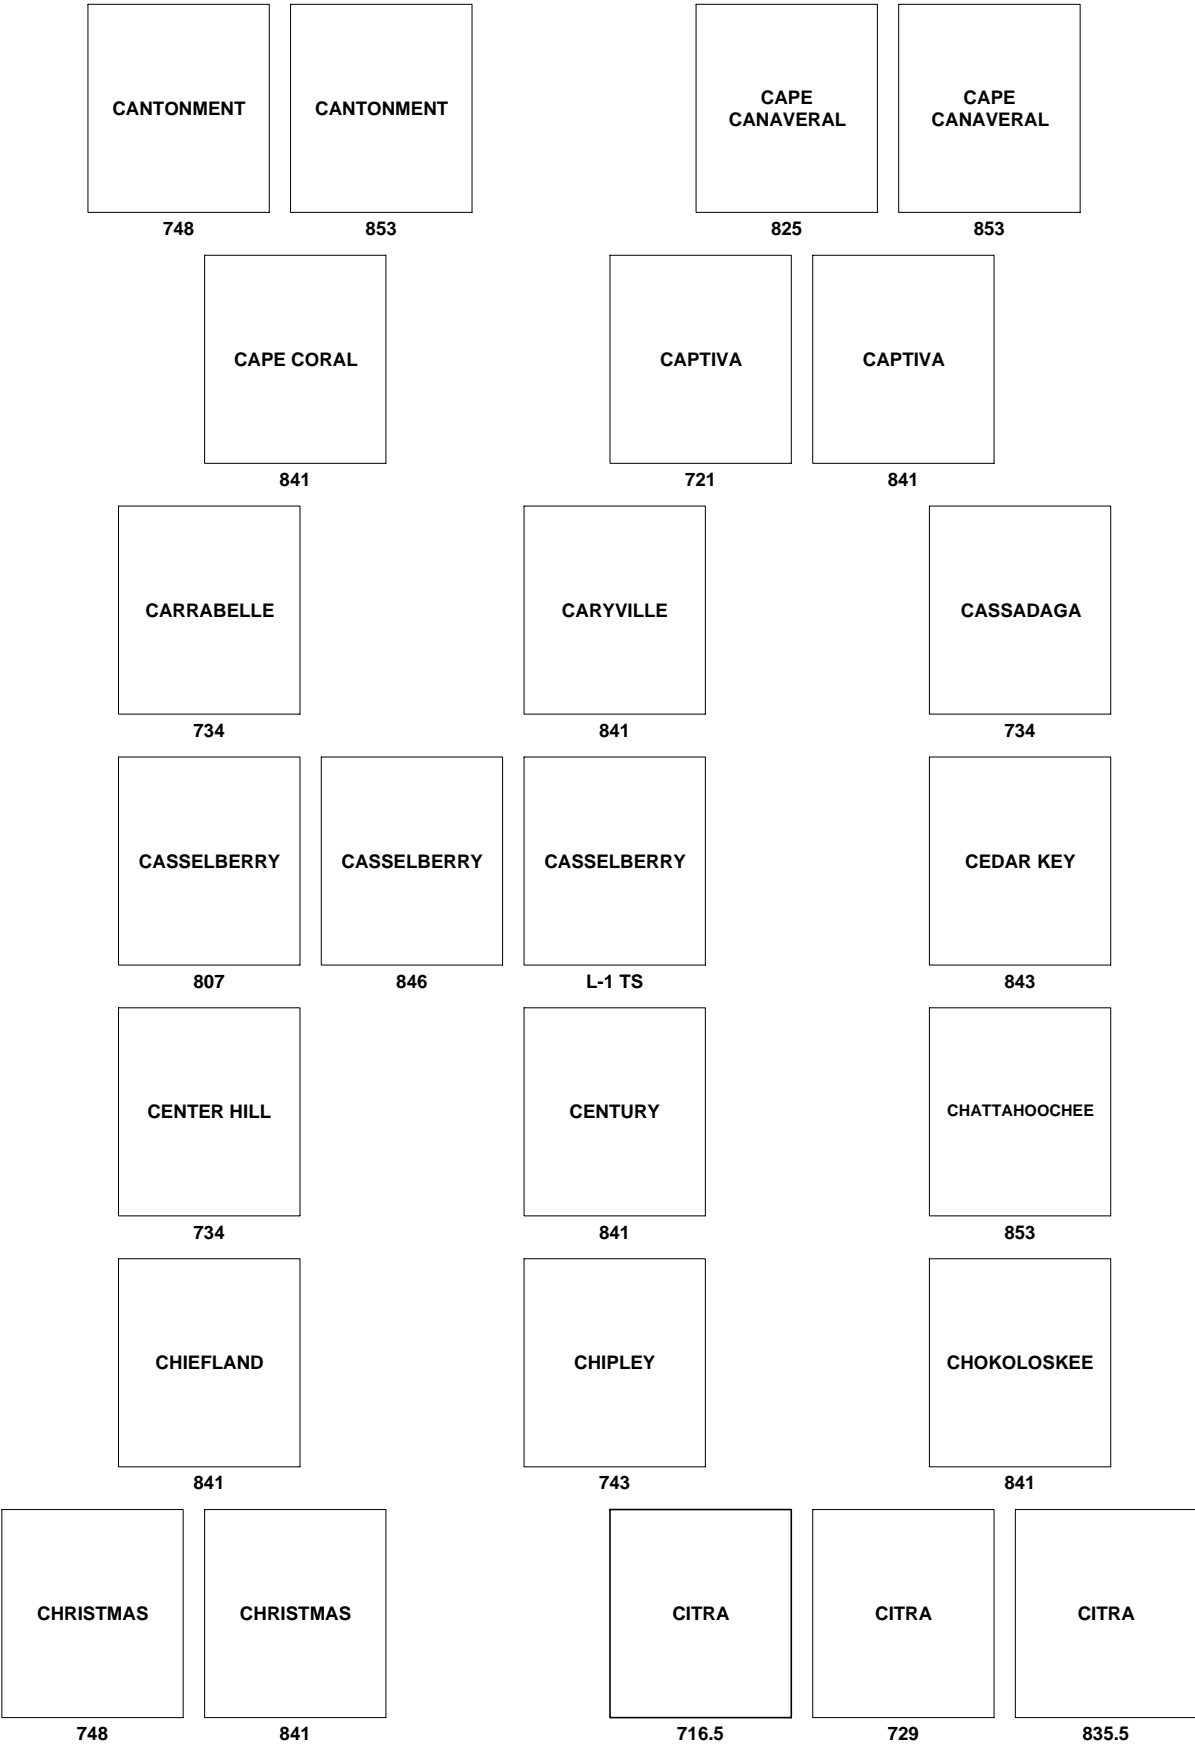 CANTONMENT
CANTONMENT
CAPE
CANAVERAL
CAPE
CANAVERAL
748
853
825
853
CAPE CORAL
CAPTIVA
CAPTIVA
841
721
841
CARRABELLE
CARYVILLE
CASSADAGA
734
841
734
CASSELBERRY
CASSELBERRY
CASSELBERRY
CEDAR KEY
807
846
L-1 TS
843
CENTER HILL
CENTURY
CHATTAHOOCHEE
734
841
853
CHIEFLAND
CHIPLEY
CHOKOLOSKEE
841
743
841
CHRISTMAS
CHRISTMAS
CITRA
CITRA
CITRA
748
841
716.5
729
835.5